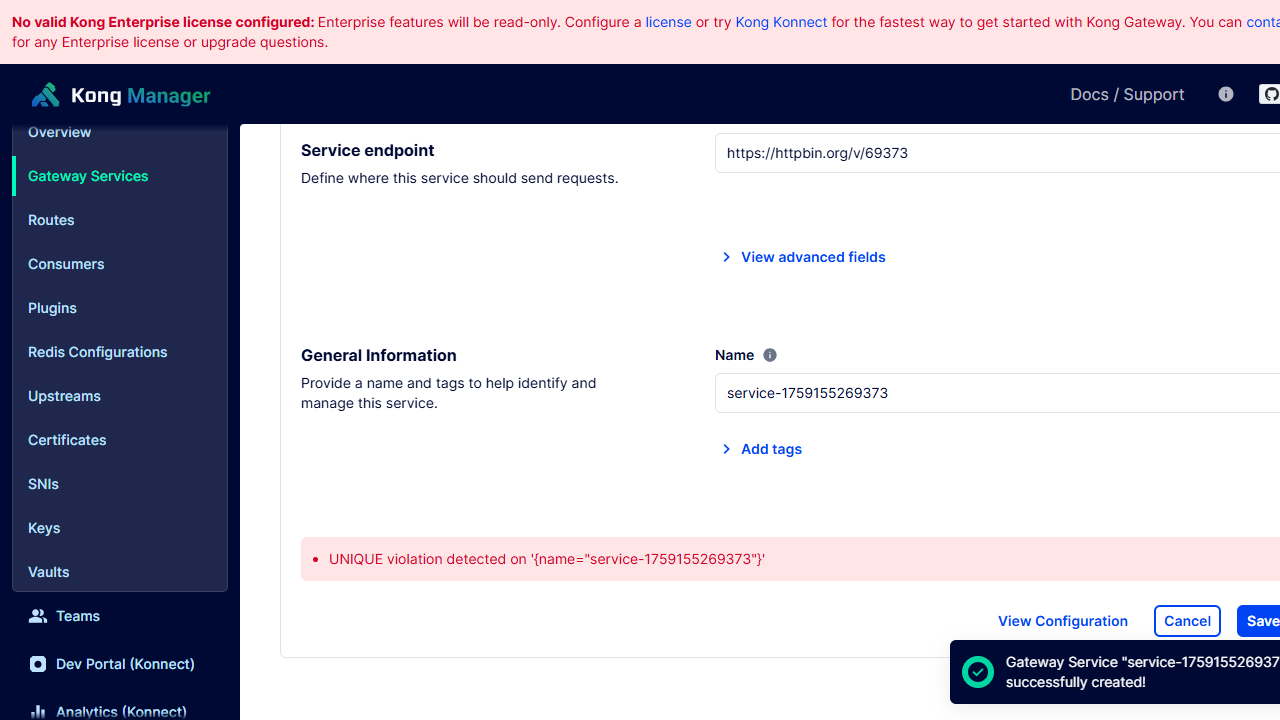 No valid Kong Enterprise license configured: Enterprise features will be read-only. Configure a license or try Kong Konnect for the fastest way to get started with Kong Gateway. You can
for any Enterprise license or upgrade questions.
Kong Manager
Docs / Support
Overview
Gateway Services
Routes
Consumers
Plugins
Redis Configurations
Upstreams
Certificates
SNIs
Keys
Vaults
Teams
Dev Portal (Konnect)
Analytics (Konnect)
Service endpoint
Define where this service should send requests.
https://httpbin.org/v/69373
View advanced fields
General Information
Provide a name and tags to help identify and
manage this service.
Name
service-1759155269373
Add tags
• UNIQUE violation detected on '{name="service-1759155269373"}'
View Configuration
Cancel
Save
Gateway Service "service-175915526937
successfully created!